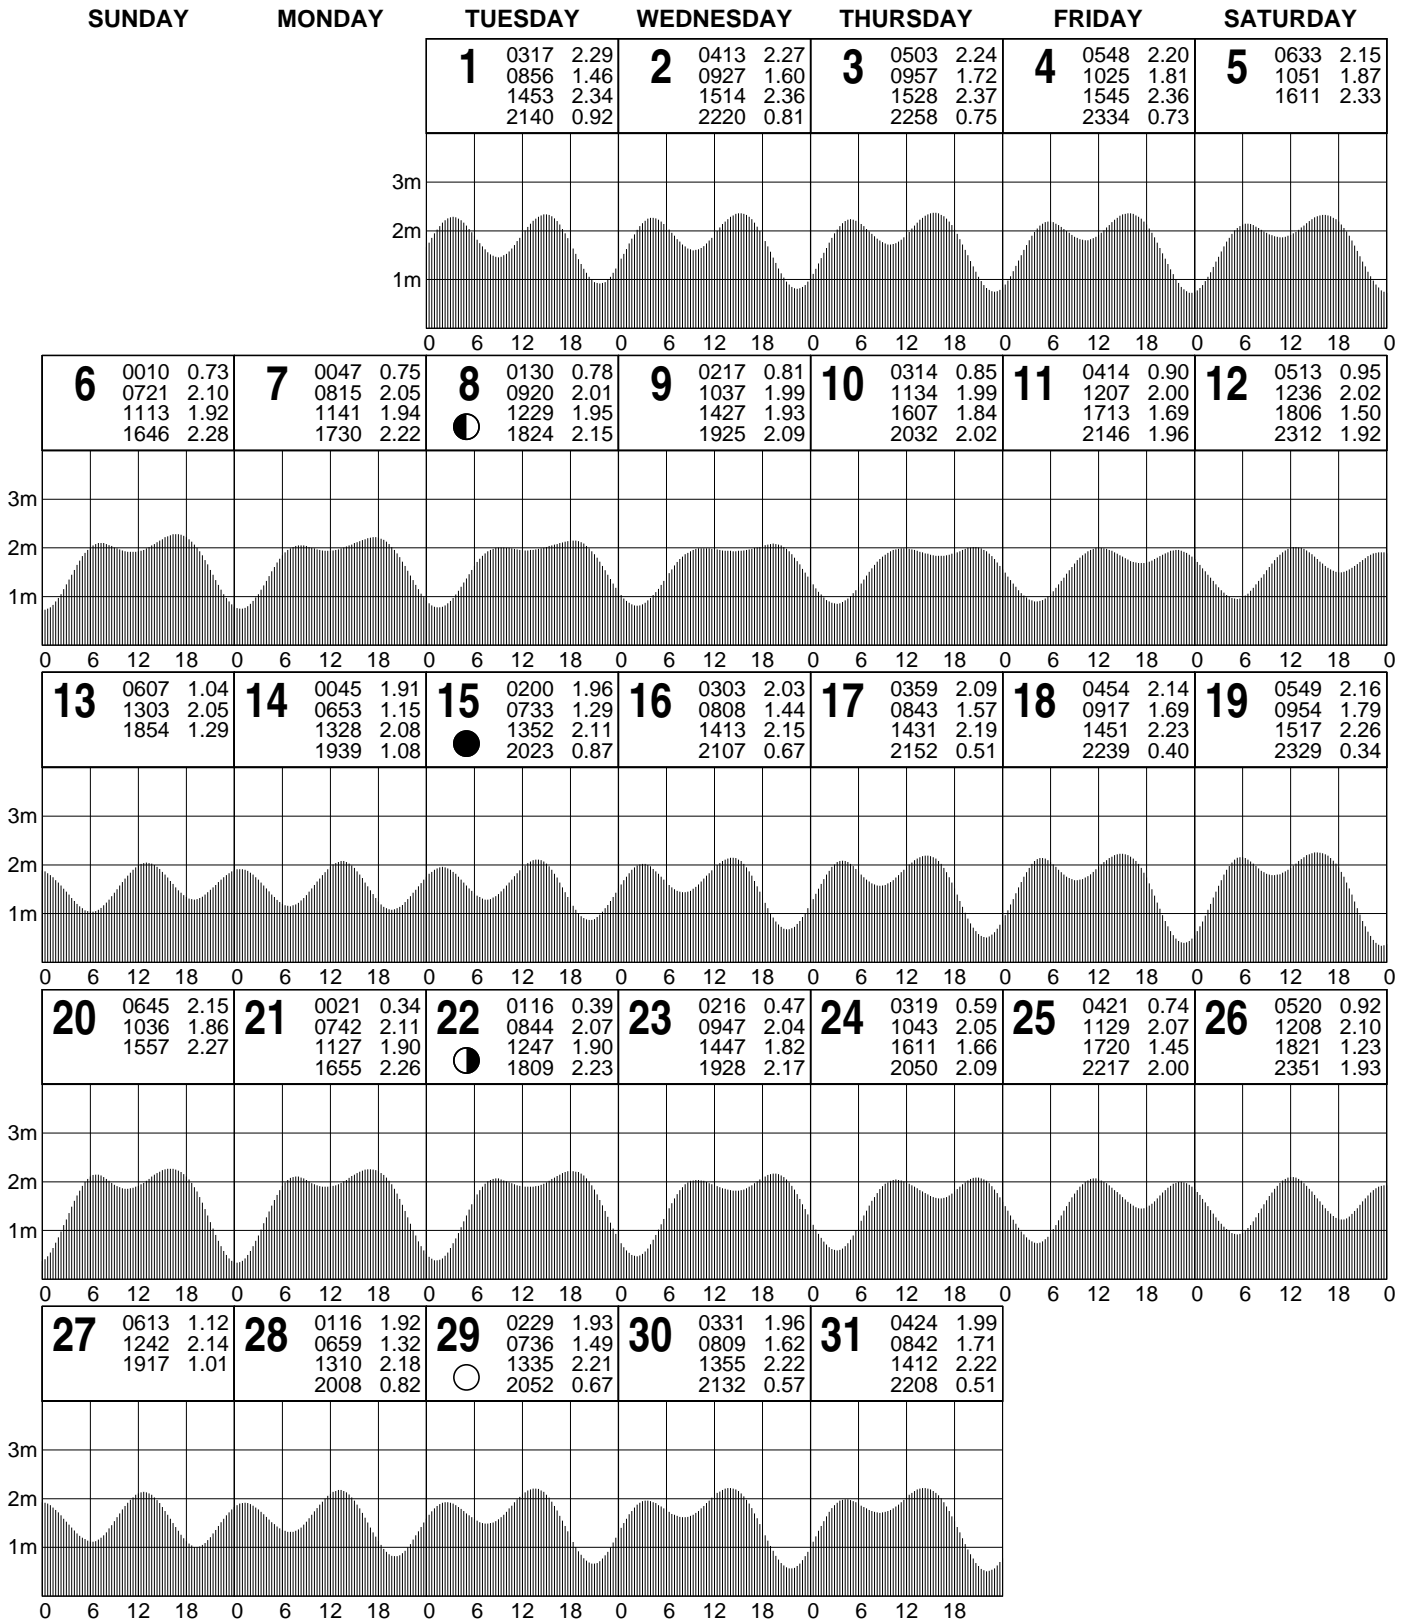 SUNDAY MONDAY TUESDAY WEDNESDAY THURSDAY FRIDAY SATURDAY
1 0317 2.29 2 0413 2.27 3 0503 2.24 4 0548 2.20 5 0633 2.15
0856 1.46 0927 1.60 0957 1.72 1025 1.81 1051 1.87
1453 2.34 1514 2.36 1528 2.37 1545 2.36 1611 2.33
2140 0.92 2220 0.81 2258 0.75 2334 0.73
3m
2m
1m
0 6 12 18 0 6 12 18 0 6 12 18 0 6 12 18 0 6 12 18 0
6 0010 0.73 7 0047 0.75 8 0130 0.78 9 0217 0.81 10 0314 0.85 11 0414 0.90 12 0513 0.95
0721 2.10 0815 2.05 0920 2.01 1037 1.99 1134 1.99 1207 2.00 1236 2.02
1113 1.92 1141 1.94 1229 1.95 1427 1.93 1607 1.84 1713 1.69 1806 1.50
1646 2.28 1730 2.22 1824 2.15 1925 2.09 2032 2.02 2146 1.96 2312 1.92
3m
2m
1m
0 6 12 18 0 6 12 18 0 6 12 18 0 6 12 18 0 6 12 18 0 6 12 18 0 6 12 18 0
13 0607 1.04 14 0045 1.91 15 0200 1.96 16 0303 2.03 17 0359 2.09 18 0454 2.14 19 0549 2.16
1303 2.05 0653 1.15 0733 1.29 0808 1.44 0843 1.57 0917 1.69 0954 1.79
1854 1.29 1328 2.08 1352 2.11 1413 2.15 1431 2.19 1451 2.23 1517 2.26
1939 1.08 2023 0.87 2107 0.67 2152 0.51 2239 0.40 2329 0.34
3m
2m
1m
0 6 12 18 0 6 12 18 0 6 12 18 0 6 12 18 0 6 12 18 0 6 12 18 0 6 12 18 0
20 0645 2.15 21 0021 0.34 22 0116 0.39 23 0216 0.47 24 0319 0.59 25 0421 0.74 26 0520 0.92
1036 1.86 0742 2.11 0844 2.07 0947 2.04 1043 2.05 1129 2.07 1208 2.10
1557 2.27 1127 1.90 1247 1.90 1447 1.82 1611 1.66 1720 1.45 1821 1.23
1655 2.26 1809 2.23 1928 2.17 2050 2.09 2217 2.00 2351 1.93
3m
2m
1m
0 6 12 18 0 6 12 18 0 6 12 18 0 6 12 18 0 6 12 18 0 6 12 18 0 6 12 18 0
27 0613 1.12 28 0116 1.92 29 0229 1.93 30 0331 1.96 31 0424 1.99
1242 2.14 0659 1.32 0736 1.49 0809 1.62 0842 1.71
1917 1.01 1310 2.18 1335 2.21 1355 2.22 1412 2.22
2008 0.82 2052 0.67 2132 0.57 2208 0.51
3m
2m
1m
0 6 12 18 0 6 12 18 0 6 12 18 0 6 12 18 0 6 12 18